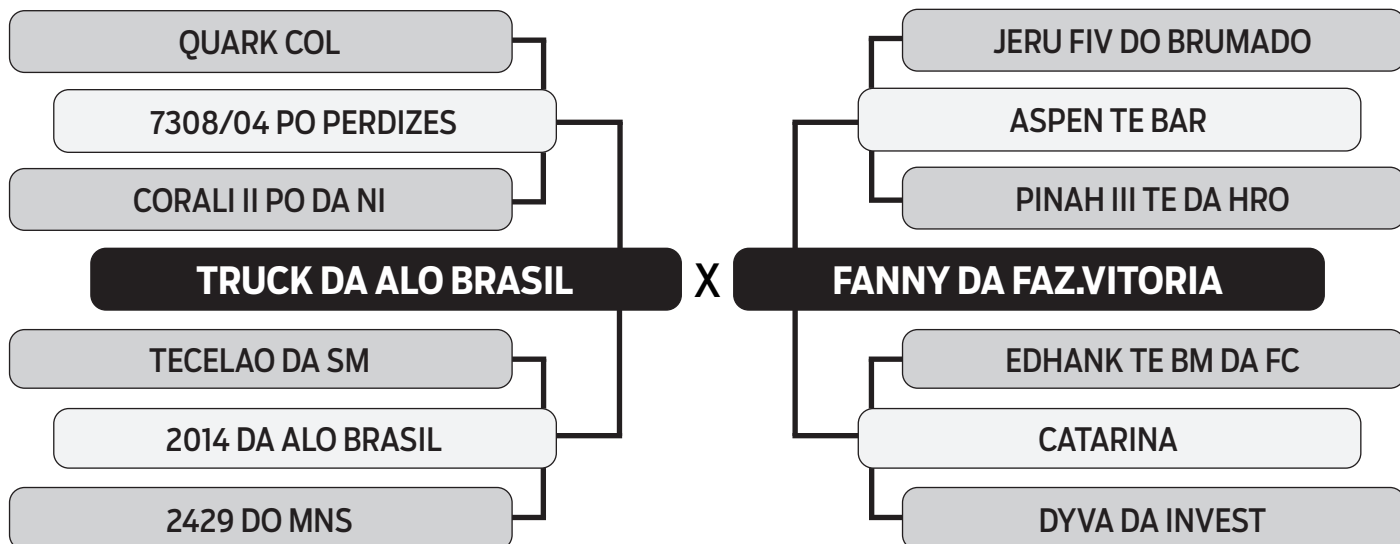 QUARK COL
7308/04 PO PERDIZES
CORALI II PO DA NI
TRUCK DA ALO BRASIL
TECELAO DA SM
2014 DA ALO BRASIL
2429 DO MNS
X
JERU FIV DO BRUMADO
ASPEN TE BAR
PINAH III TE DA HRO
FANNY DA FAZ.VITORIA
EDHANK TE BM DA FC
CATARINA
DYVA DA INVEST